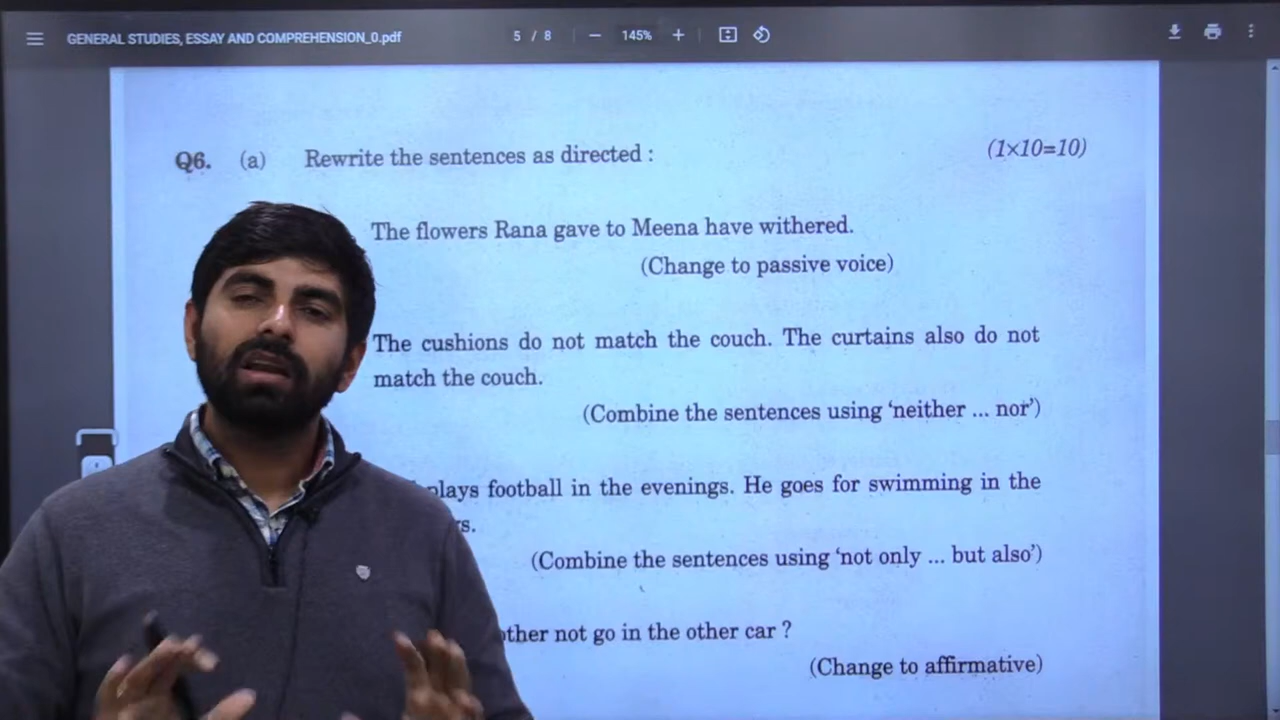 GENERAL STUDIES, ESSAY AND COMPREHENSION_0.pdf 5 / 8 145%
Q6. (a) Rewrite the sentences as directed : (1×10=10)
The flowers Rana gave to Meena have withered.
(Change to passive voice)
The cushions do not match the couch. The curtains also do not
match the couch.
(Combine the sentences using ‘neither ... nor’)
football in the evenings. He goes for swimming in the
(Combine the sentences using ‘not only ... but also’)
not go in the other car ?
(Change to affirmative)